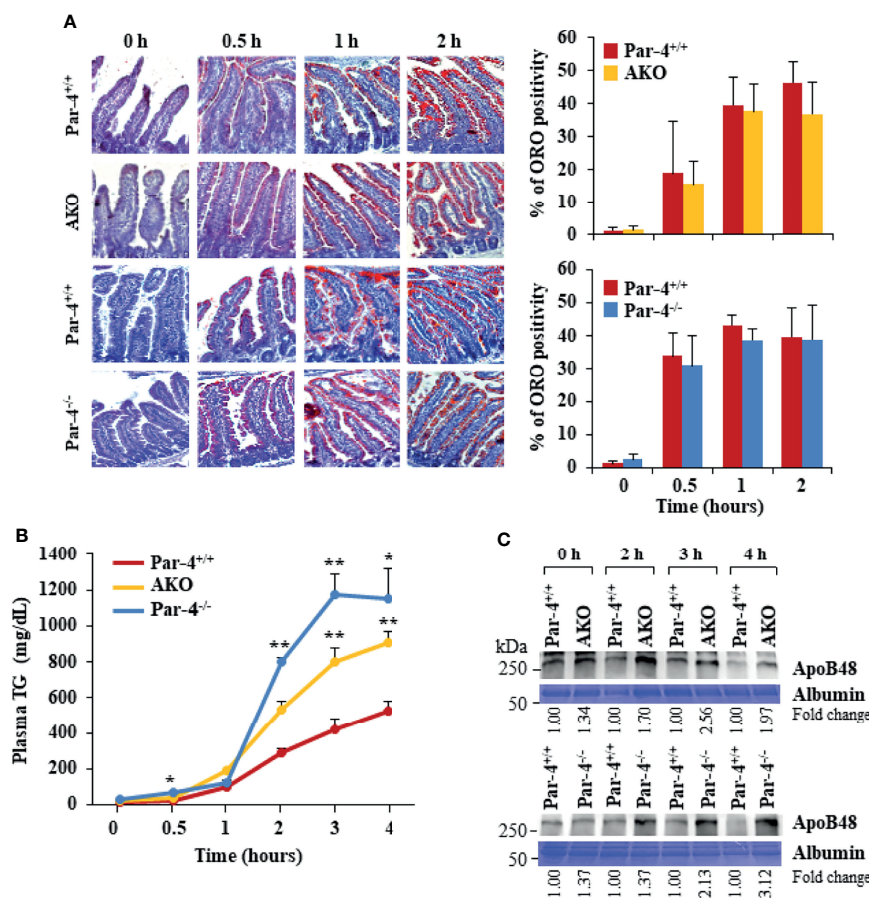 A
0 h 0.5 h 1 h 2 h
Par-4+/+
AKO
Par-4+/+
Par-4-/-
% of ORO positivity
60
50
40
30
20
10
0
Par-4+/+
AKO
% of ORO positivity
60
50
40
30
20
10
0
Par-4+/+
Par-4-/-
0 0.5 1 2
Time (hours)
B
Plasma TG (mg/dL)
1400
1200
1000
800
600
400
200
0
Par-4+/+
AKO
Par-4-/-
* ** ** ** * **
0 0.5 1 2 3 4
Time (hours)
C
0 h 2 h 3 h 4 h
Par-4+/+ AKO Par-4+/+ AKO Par-4+/+ AKO Par-4+/+ AKO
kDa
250 ApoB48
50 Albumin
1.00 1.34 1.00 1.70 1.00 2.56 1.00 1.97 Fold change
Par-4+/+ Par-4-/- Par-4+/+ Par-4-/- Par-4+/+ Par-4-/- Par-4+/+ Par-4-/-
250 ApoB48
50 Albumin
1.00 1.37 1.00 1.37 1.00 2.13 1.00 3.12 Fold change